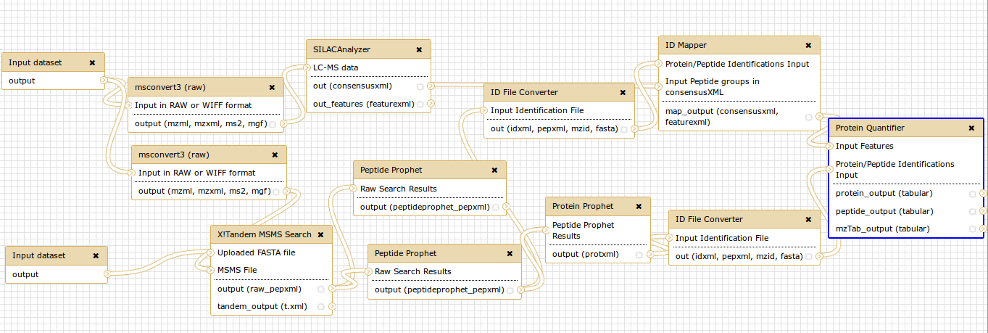 Input dataset
output
msconvert3 (raw)
Input in RAW or WIFF format
output (mzml, mzxml, ms2, mgf)
msconvert3 (raw)
Input in RAW or WIFF format
output (mzml, mzxml, ms2, mgf)
Input dataset
output
SILACAnalyzer
LC-MS data
out (consensusxml)
out_features (featurexml)
X!Tandem MSMS Search
Uploaded FASTA file
MSMS File
output (raw_pepxml)
tandem_output (t.xml)
Peptide Prophet
Raw Search Results
output (peptideprophet_pepxml)
Peptide Prophet
Raw Search Results
output (peptideprophet_pepxml)
ID File Converter
Input Identification File
out (idxml, pepxml, mzid, fasta)
Protein Prophet
Peptide Prophet
Results
output (protxml)
ID Mapper
Protein/Peptide Identifications Input
Input Peptide groups in
consensusXML
map_output (consensusxml,
featurexml)
ID File Converter
Input Identification File
out (idxml, pepxml, mzid, fasta)
Protein Quantifier
Input Features
Protein/Peptide Identifications
Input
protein_output (tabular)
peptide_output (tabular)
mzTab_output (tabular)